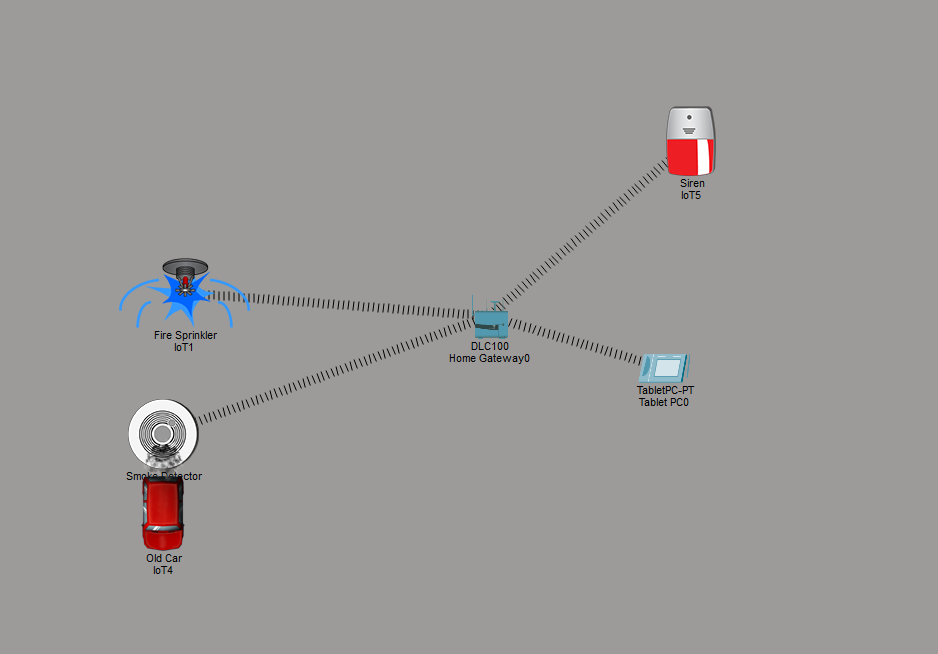 Siren
IoT5
Fire Sprinkler
IoT1
DLC100
Home Gateway0
TabletPC-PT
Tablet PC0
Smoke Detector
Old Car
IoT4